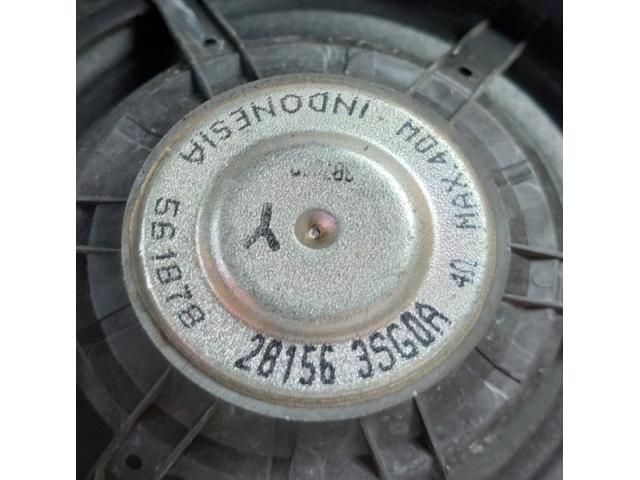 28156 3SG0A
4Ω MAX.40W · INDONESIA
561878
Y